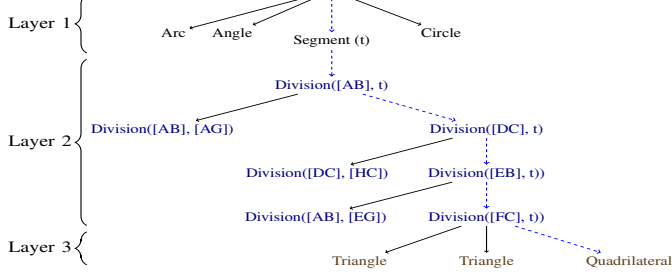 Layer 1
Arc Angle Circle
Segment (t)
Division([AB], t)
Layer 2 Division([AB], [AG]) Division([DC], t)
Division([DC], [HC]) Division([EB], t))
Division([AB], [EG]) Division([FC], t))
Layer 3
Triangle Triangle Quadrilateral